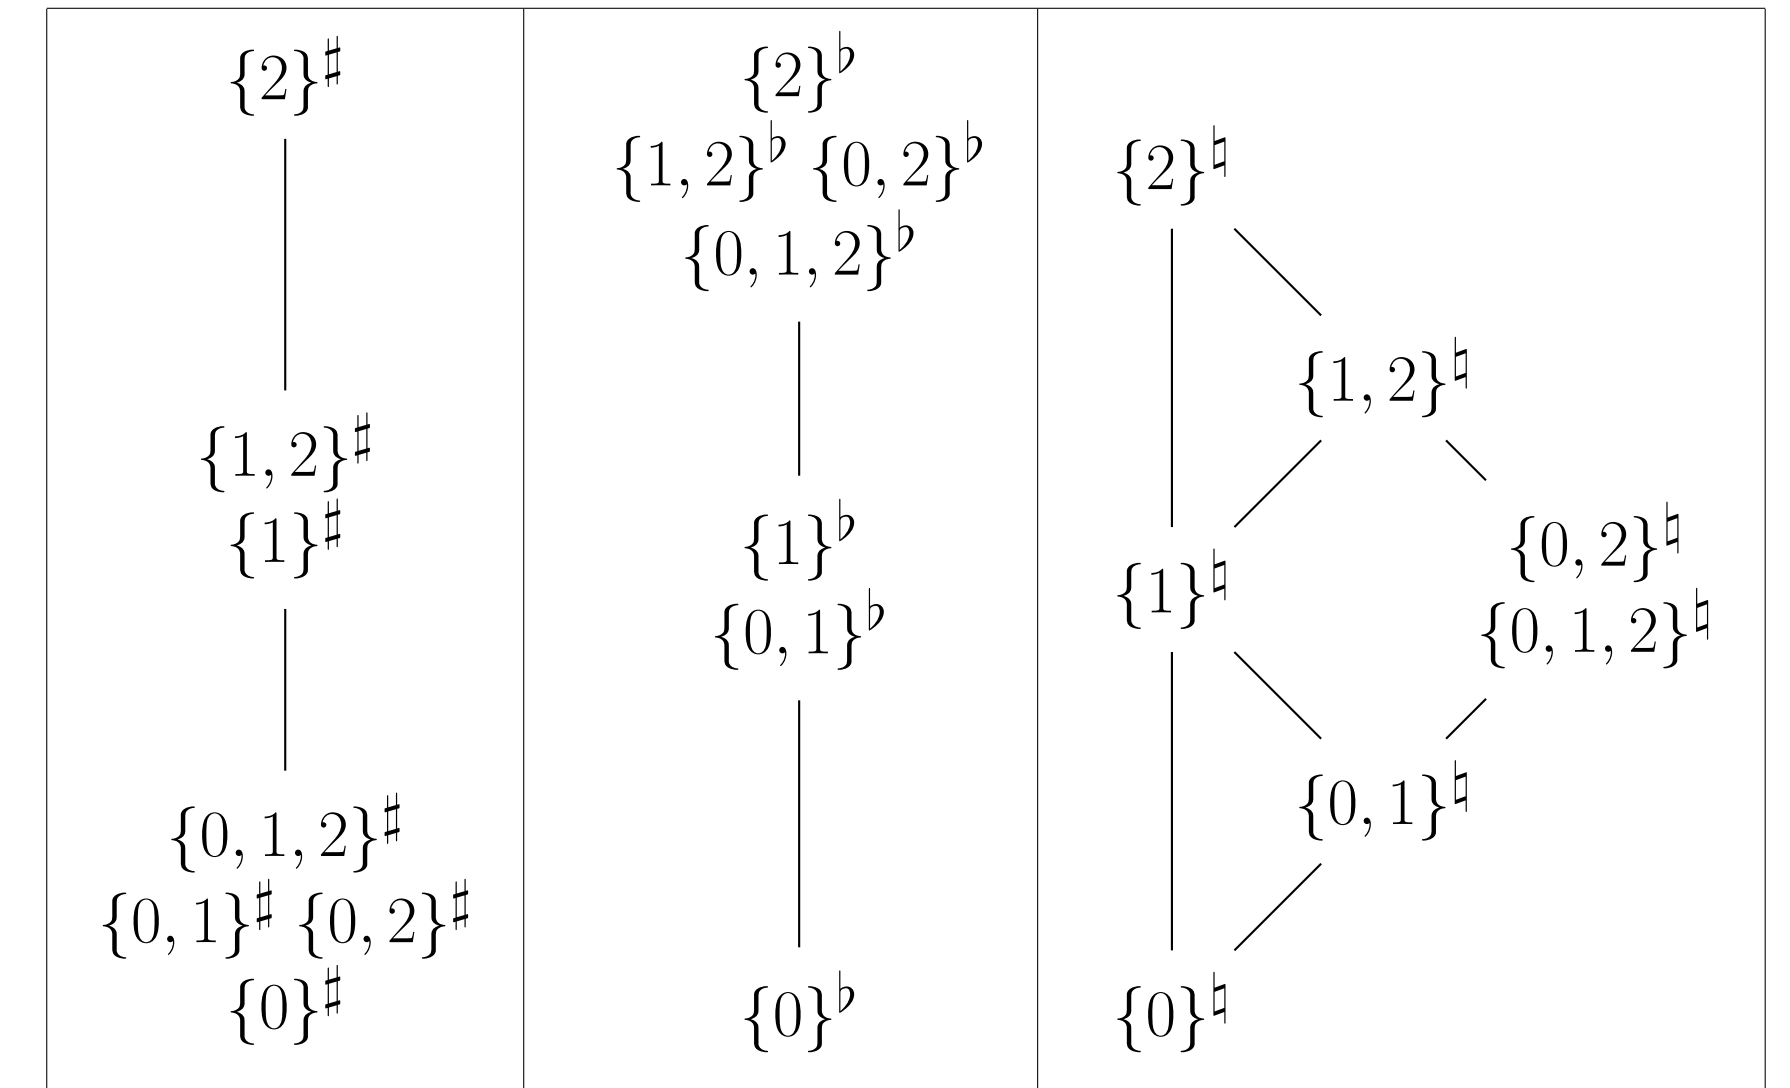 {2}♯
{1, 2}♯
{1}♯
{0, 1, 2}♯
{0, 1}♯ {0, 2}♯
{0}♯
{2}♭
{1, 2}♭ {0, 2}♭
{0, 1, 2}♭
{1}♭
{0, 1}♭
{0}♭
{2}♮
{1, 2}♮
{0, 2}♮
{1}♮
{0, 1, 2}♮
{0, 1}♮
{0}♮